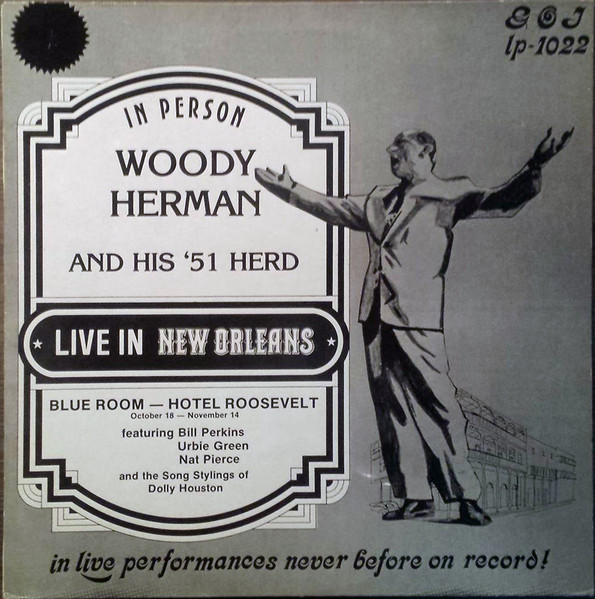 G O J
lp-1022
IN PERSON
WOODY
HERMAN
AND HIS ‘51 HERD
★ LIVE IN NEW ORLEANS ★
BLUE ROOM — HOTEL ROOSEVELT
October 18 — November 14
featuring Bill Perkins
Urbie Green
Nat Pierce
and the Song Stylings of
Dolly Houston
in live performances never before on record!